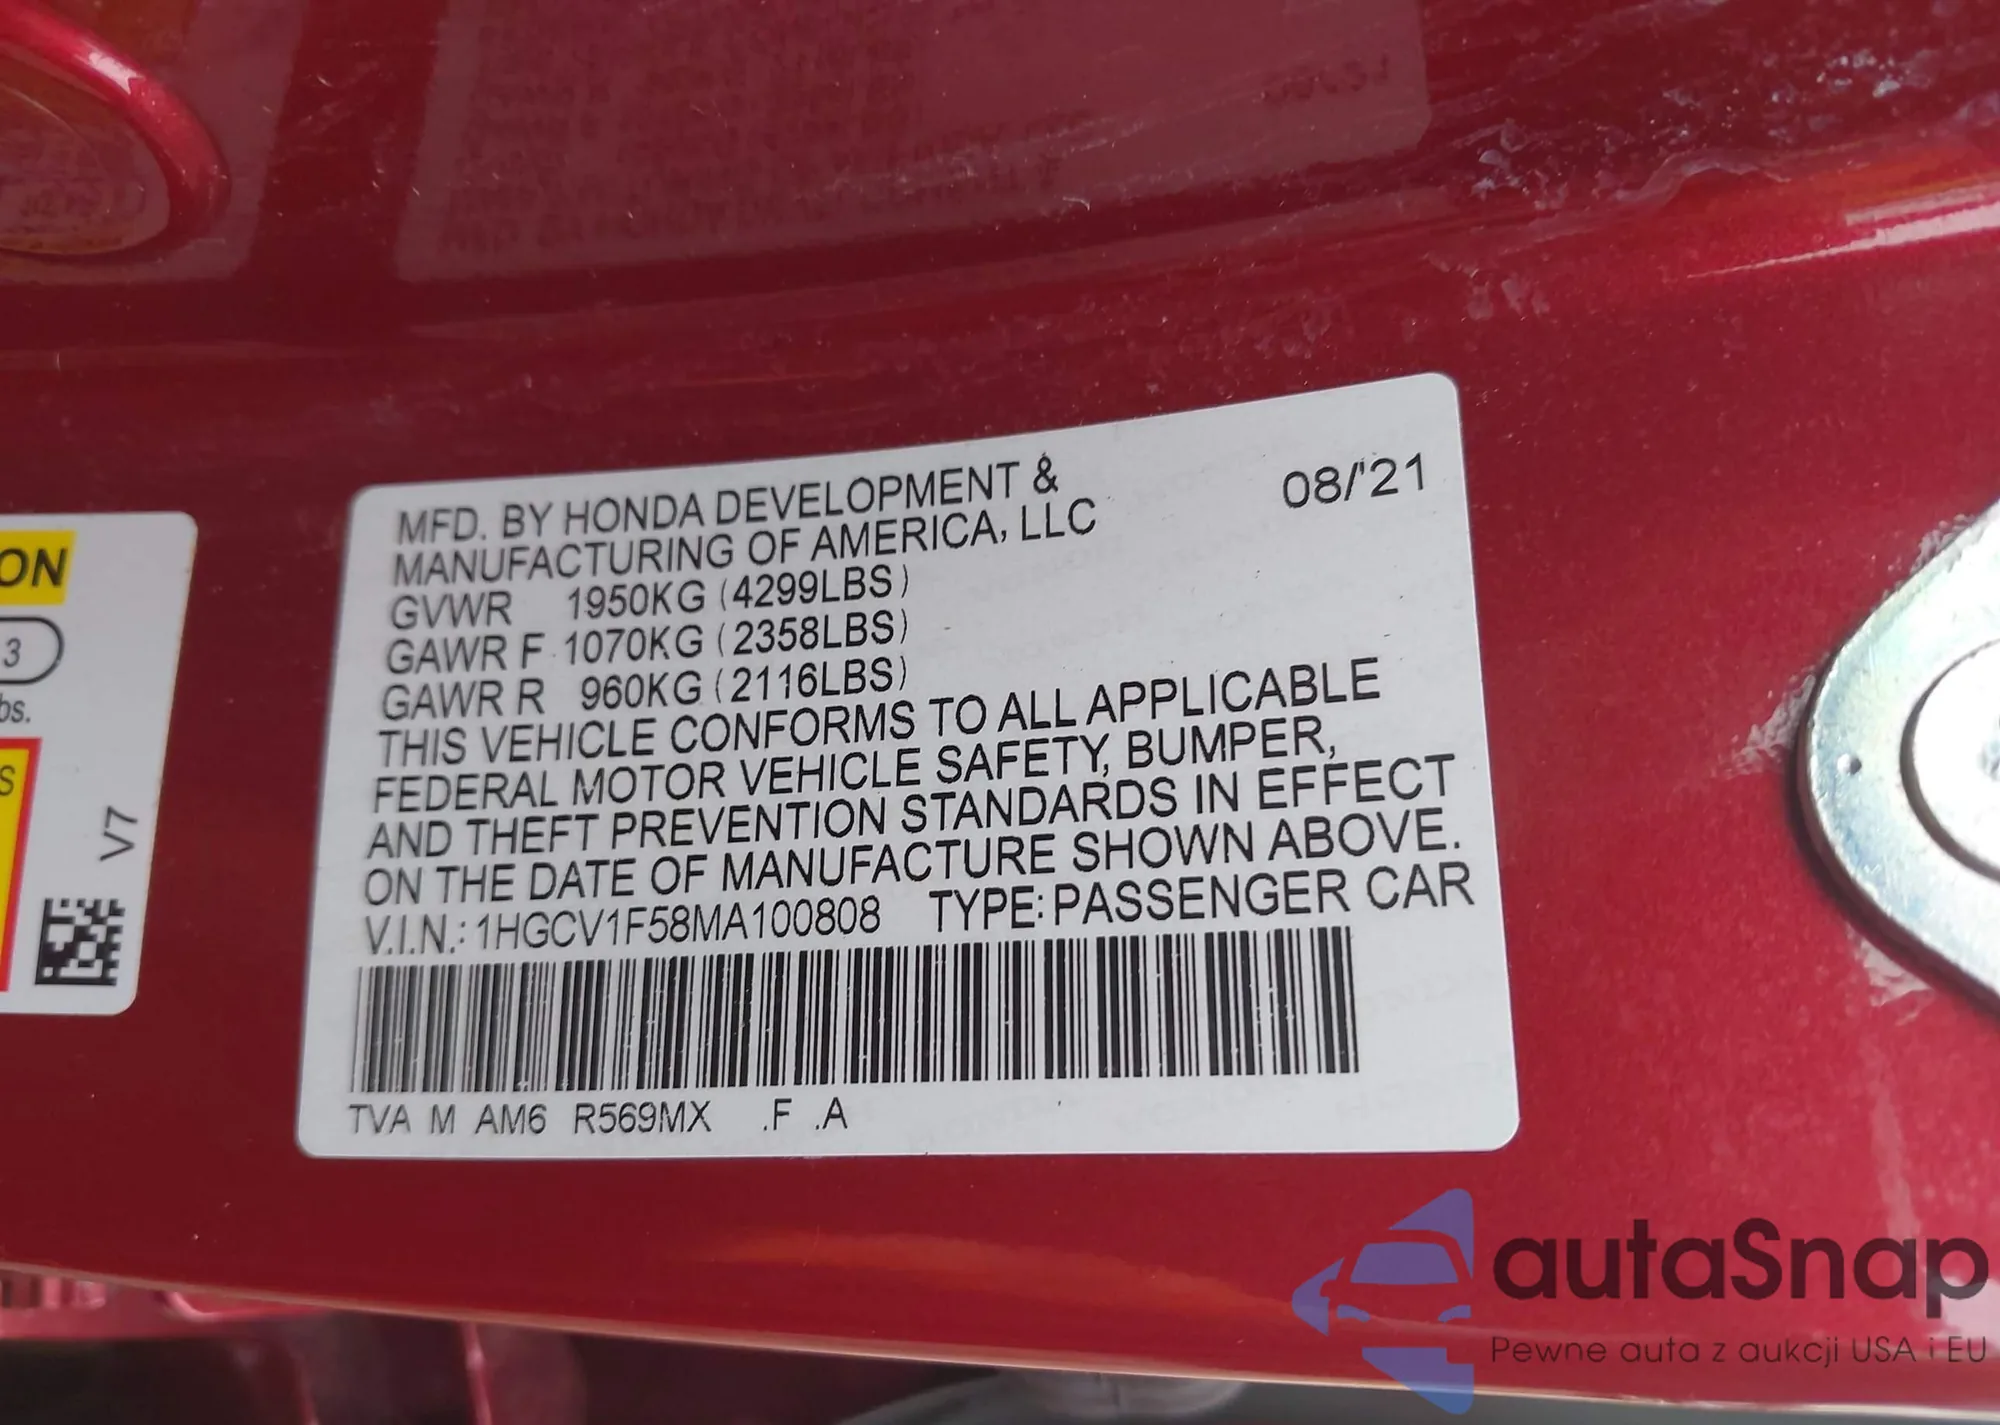 MFD. BY HONDA DEVELOPMENT &
MANUFACTURING OF AMERICA, LLC
08/'21
GVWR 1950KG (4299LBS)
GAWR F 1070KG (2358LBS)
GAWR R 960KG (2116LBS)
THIS VEHICLE CONFORMS TO ALL APPLICABLE
FEDERAL MOTOR VEHICLE SAFETY, BUMPER,
AND THEFT PREVENTION STANDARDS IN EFFECT
ON THE DATE OF MANUFACTURE SHOWN ABOVE.
V.I.N.: 1HGCV1F58MA100808 TYPE: PASSENGER CAR
TVA M AM6 R569MX .F .A
ON
3
bs.
S
V7
autaSnap
Pewne auta z aukcji USA i EU